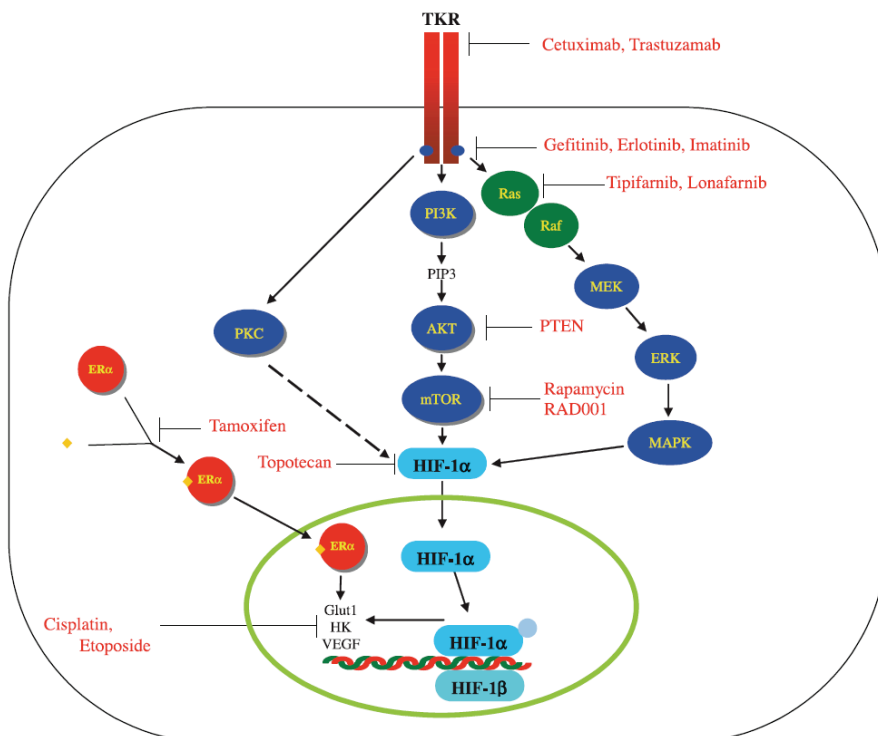 TKR
Cetuximab, Trastuzamab
Gefitinib, Erlotinib, Imatinib
Tipifarnib, Lonafarnib
Ras
PI3K
Raf
PIP3
MEK
PKC
AKT
PTEN
ERK
ERα
mTOR
Rapamycin
RAD001
Tamoxifen
MAPK
Topotecan
HIF-1α
ERα
ERα
HIF-1α
Glut1
HK
VEGF
Cisplatin,
Etoposide
HIF-1α
HIF-1β